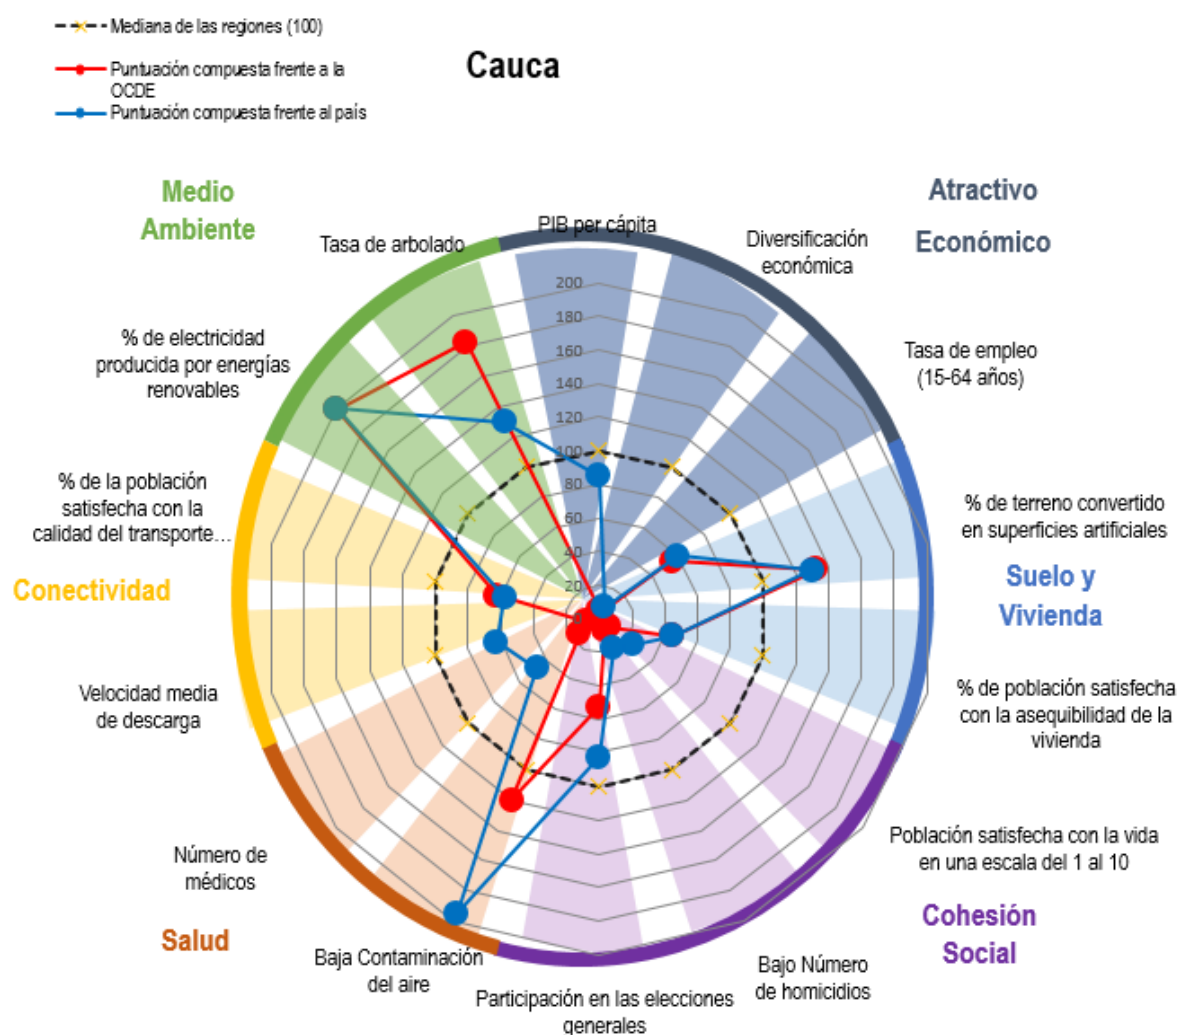 Mediana de las regiones (100)
Puntuación compuesta frente a la
OCDE
Puntuación compuesta frente al país
Cauca
Medio
Ambiente
Atractivo
Económico
Tasa de arbolado
PIB per cápita
Diversificación
económica
% de electricidad
producida por energías
renovables
Tasa de empleo
(15-64 años)
% de la población
satisfecha con la
calidad del transporte...
% de terreno convertido
en superficies artificiales
Conectividad
Suelo y
Vivienda
Velocidad media
de descarga
% de población satisfecha
con la asequibilidad de la
vivienda
Número de
médicos
Población satisfecha con la vida
en una escala del 1 al 10
Salud
Cohesión
Social
Baja Contaminación
del aire
Participación en las elecciones
generales
Bajo Número
de homicidios
200
180
160
140
120
100
80
60
40
20
0